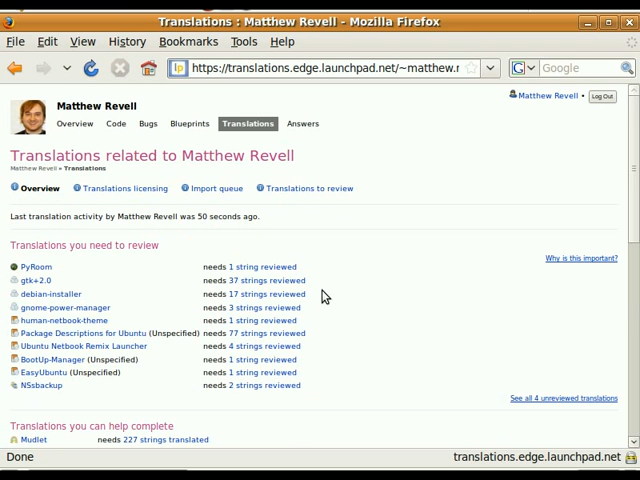 Translations : Matthew Revell - Mozilla Firefox
File Edit View History Bookmarks Tools Help
lp https://translations.edge.launchpad.net/~matthew.r G Google
Matthew Revell • Log Out
Matthew Revell
Overview Code Bugs Blueprints Translations Answers
Translations related to Matthew Revell
Matthew Revell » Translations
Overview Translations licensing Import queue Translations to review
Last translation activity by Matthew Revell was 50 seconds ago.
Translations you need to review
Why is this important?
PyRoom needs 1 string reviewed
gtk+2.0 needs 37 strings reviewed
debian-installer needs 17 strings reviewed
gnome-power-manager needs 3 strings reviewed
human-netbook-theme needs 1 string reviewed
Package Descriptions for Ubuntu (Unspecified) needs 77 strings reviewed
Ubuntu Netbook Remix Launcher needs 4 strings reviewed
BootUp-Manager (Unspecified) needs 1 string reviewed
EasyUbuntu (Unspecified) needs 1 string reviewed
NSsbackup needs 2 strings reviewed
See all 4 unreviewed translations
Translations you can help complete
Mudlet needs 227 strings translated
Done translations.edge.launchpad.net